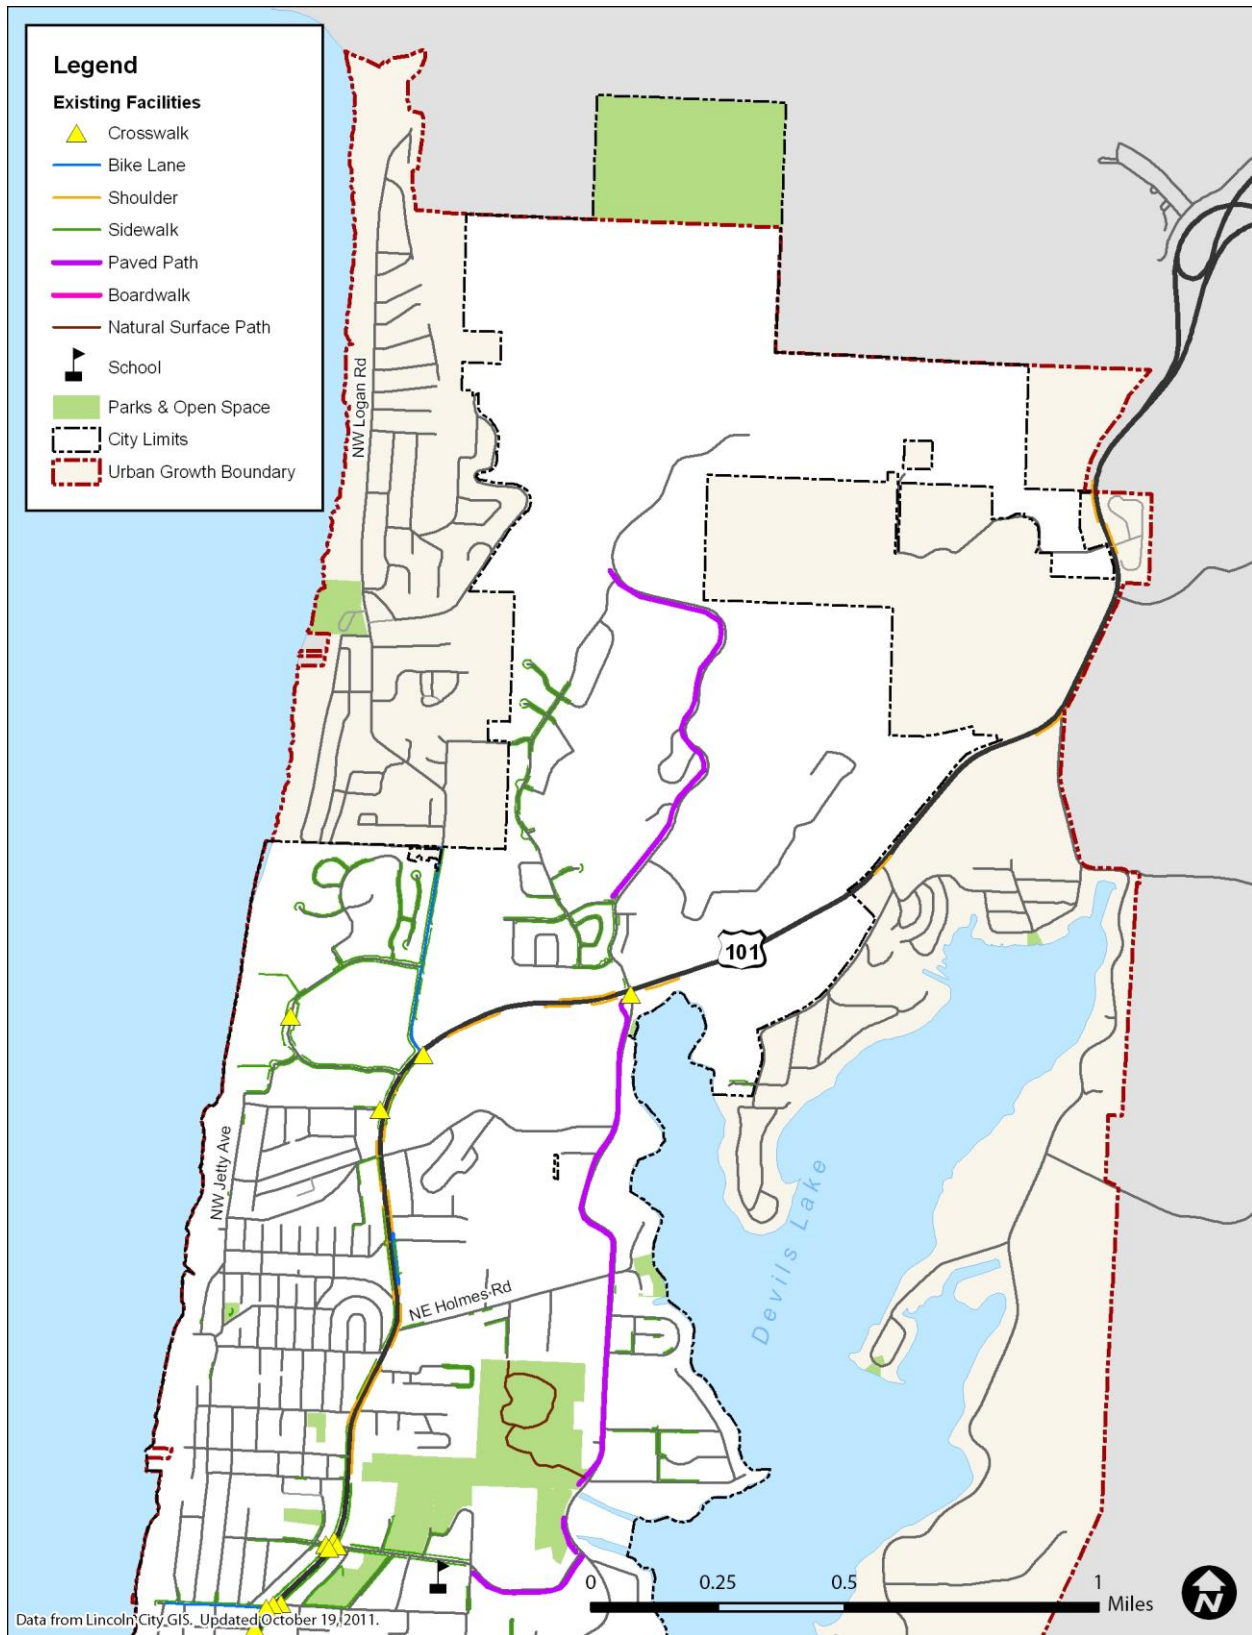 Legend
Existing Facilities
Crosswalk
Bike Lane
Shoulder
Sidewalk
Paved Path
Boardwalk
Natural Surface Path
School
Parks & Open Space
City Limits
Urban Growth Boundary
NW Logan Rd
101
NW Jetty Ave
NE Holmes Rd
Devils Lake
0 0.25 0.5 1
Miles
N
Data from Lincoln City GIS. Updated October 19, 2011.